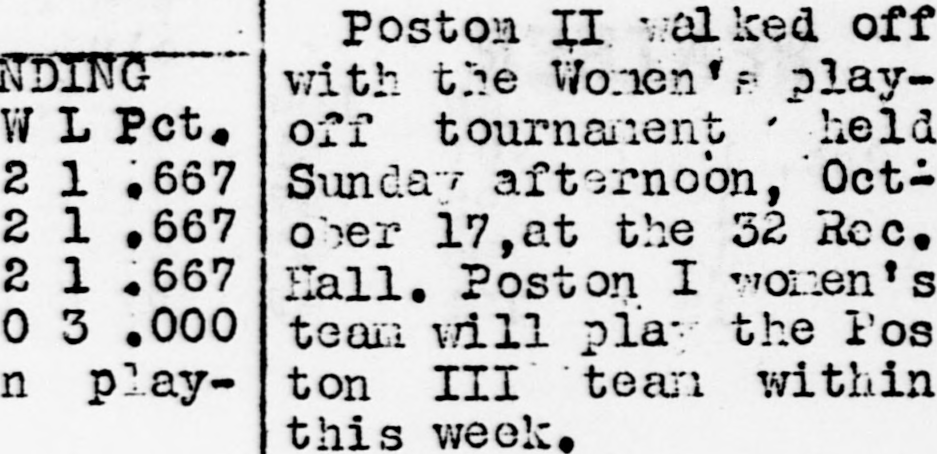 NDING
W L Pct.
2 1 .667
2 1 .667
2 1 .667
0 3 .000
n play-
Poston II walked off
with the Women's play-
off tournament held
Sunday afternoon, Oct-
ober 17,at the 32 Rec.
Hall. Poston I women's
team will play the Pos
ton III team within
this week.